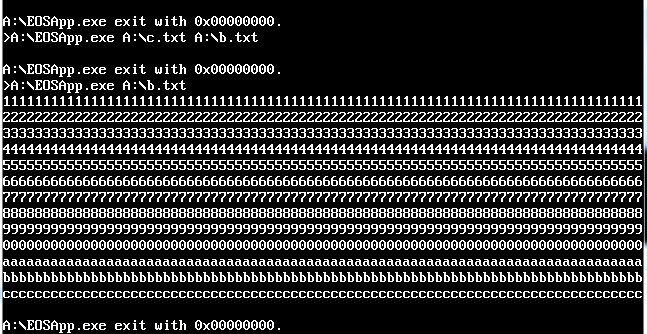 A:\EOSApp.exe exit with 0x00000000.
>A:\EOSApp.exe A:\c.txt A:\b.txt
A:\EOSApp.exe exit with 0x00000000.
>A:\EOSApp.exe A:\b.txt
11111111111111111111111111111111111111111111111111111111111111111111111111111111
22222222222222222222222222222222222222222222222222222222222222222222222222222222
33333333333333333333333333333333333333333333333333333333333333333333333333333333
44444444444444444444444444444444444444444444444444444444444444444444444444444444
55555555555555555555555555555555555555555555555555555555555555555555555555555555
66666666666666666666666666666666666666666666666666666666666666666666666666666666
77777777777777777777777777777777777777777777777777777777777777777777777777777777
88888888888888888888888888888888888888888888888888888888888888888888888888888888
99999999999999999999999999999999999999999999999999999999999999999999999999999999
00000000000000000000000000000000000000000000000000000000000000000000000000000000
aaaaaaaaaaaaaaaaaaaaaaaaaaaaaaaaaaaaaaaaaaaaaaaaaaaaaaaaaaaaaaaaaaaaaaaaaaaaaaaa
bbbbbbbbbbbbbbbbbbbbbbbbbbbbbbbbbbbbbbbbbbbbbbbbbbbbbbbbbbbbbbbbbbbbbbbbbbbbbbbb
cccccccccccccccccccccccccccccccccccccccccccccccccccccccccccccccccccccccccccccccc
A:\EOSApp.exe exit with 0x00000000.